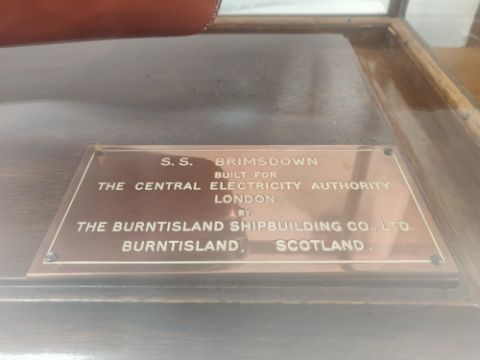 S. S. "BRIMSDOWN"
BUILT FOR
THE CENTRAL ELECTRICITY AUTHORITY
LONDON
BY
THE BURNTISLAND SHIPBUILDING CO., LTD.
BURNTISLAND, SCOTLAND.